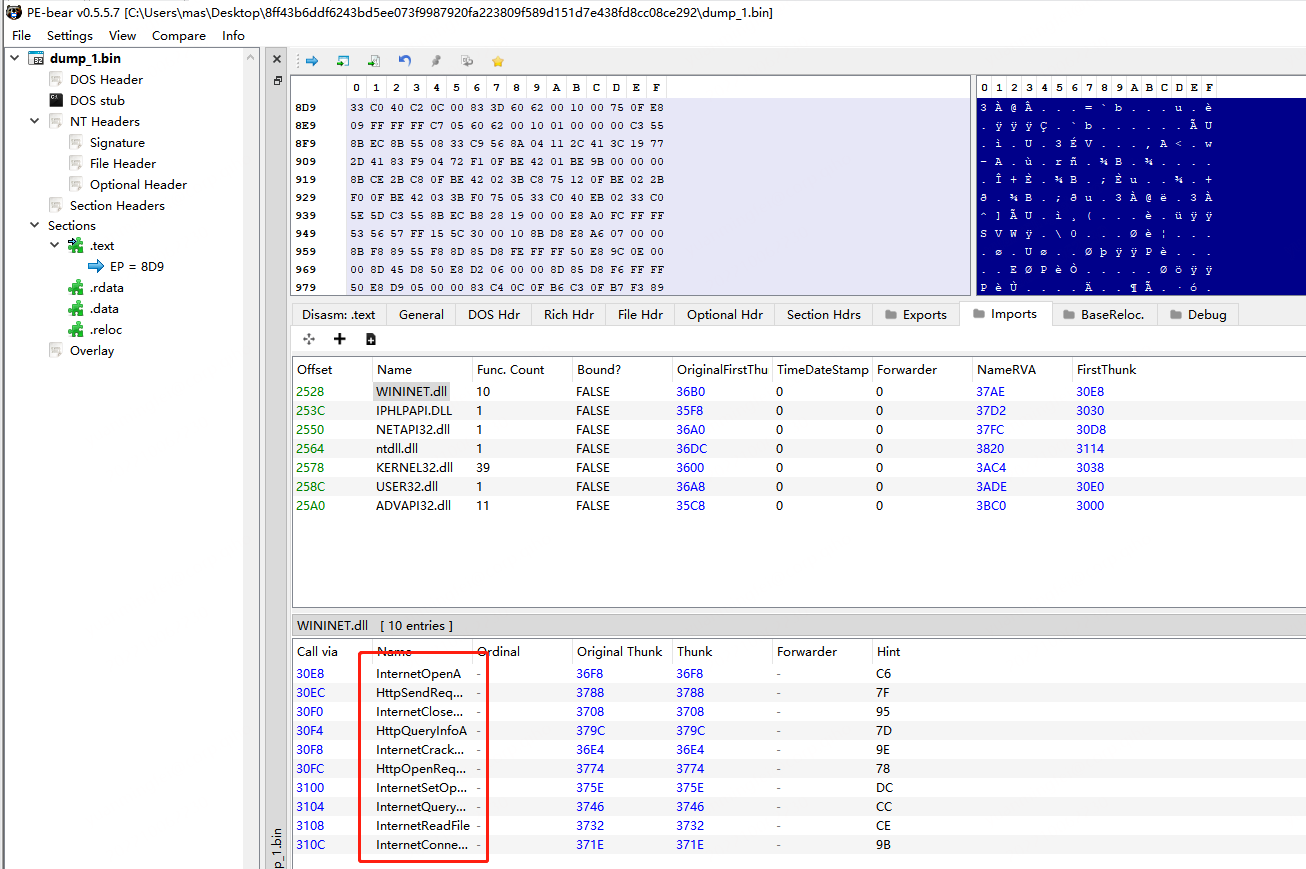 PE-bear v0.5.5.7 [C:\Users\mas\Desktop\8ff43b6ddf6243bd5ee073f9987920fa223809f589d151d7e438fd8cc08ce292\dump_1.bin]
File Settings View Compare Info
dump_1.bin
DOS Header
DOS stub
NT Headers
Signature
File Header
Optional Header
Section Headers
Sections
.text
EP = 8D9
.rdata
.data
.reloc
Overlay
0 1 2 3 4 5 6 7 8 9 A B C D E F
8D9 33 C0 40 C2 0C 00 83 3D 60 62 00 10 00 75 0F E8
8E9 09 FF FF FF C7 05 60 62 00 10 01 00 00 00 C3 55
8F9 8B EC 8B 55 08 33 C9 56 8A 04 11 2C 41 3C 19 77
909 2D 41 83 F9 04 72 F1 0F BE 42 01 BE 9B 00 00 00
919 8B CE 2B C8 0F BE 42 02 3B C8 75 12 0F BE 02 2B
929 F0 0F BE 42 03 3B F0 75 05 33 C0 40 EB 02 33 C0
939 5E 5D C3 55 8B EC B8 28 19 00 00 E8 A0 FC FF FF
949 53 56 57 FF 15 5C 30 00 10 8B D8 E8 A6 07 00 00
959 8B F8 89 55 F8 8D 85 D8 FE FF FF 50 E8 9C 0E 00
969 00 8D 45 D8 50 E8 D2 06 00 00 8D 85 D8 F6 FF FF
979 50 E8 D9 05 00 00 83 C4 0C 0F B6 C3 0F B7 F3 89
0 1 2 3 4 5 6 7 8 9 A B C D E F
3 À @ Â . . . = ` b . . . u . è
. ÿ ÿ ÿ Ç . ` b . . . . . . Ã U
. ì . U . 3 É V . . . , A < . w
- A . ù . r ñ . ¾ B . ¾ . . . .
. Î + È . ¾ B . ; È u . . ¾ . +
ð . ¾ B . ; ð u . 3 À @ ë . 3 À
^ ] Ã U . ì ¸ ( . . . è . ü ÿ ÿ
S V W ÿ . \ 0 . . . Ø è ¦ . . .
. ø . U ø . . Ø þ ÿ ÿ P è . . .
. . E Ø P è Ò . . . . Ø ö ÿ ÿ
P è Ù . . . . Ä . . ¶ Ã . · ó .
Disasm: .text General DOS Hdr Rich Hdr File Hdr Optional Hdr Section Hdrs Exports Imports BaseReloc. Debug
Offset Name Func. Count Bound? OriginalFirstThu TimeDateStamp Forwarder NameRVA FirstThunk
2528 WININET.dll 10 FALSE 36B0 0 0 37AE 30E8
253C IPHLPAPI.DLL 1 FALSE 35F8 0 0 37D2 3030
2550 NETAPI32.dll 1 FALSE 36A0 0 0 37FC 30D8
2564 ntdll.dll 1 FALSE 36DC 0 0 3820 3114
2578 KERNEL32.dll 39 FALSE 3600 0 0 3AC4 3038
258C USER32.dll 1 FALSE 36A8 0 0 3ADE 30E0
25A0 ADVAPI32.dll 11 FALSE 35C8 0 0 3BC0 3000
WININET.dll [ 10 entries ]
Call via Name Ordinal Original Thunk Thunk Forwarder Hint
30E8 InternetOpenA - 36F8 36F8 - C6
30EC HttpSendReq... - 3788 3788 - 7F
30F0 InternetClose... - 3708 3708 - 95
30F4 HttpQueryInfoA - 379C 379C - 7D
30F8 InternetCrack... - 36E4 36E4 - 9E
30FC HttpOpenReq... - 3774 3774 - 78
3100 InternetSetOp... - 375E 375E - DC
3104 InternetQuery... - 3746 3746 - CC
3108 InternetReadFile - 3732 3732 - CE
310C InternetConne... - 371E 371E - 9B
p_1.bin